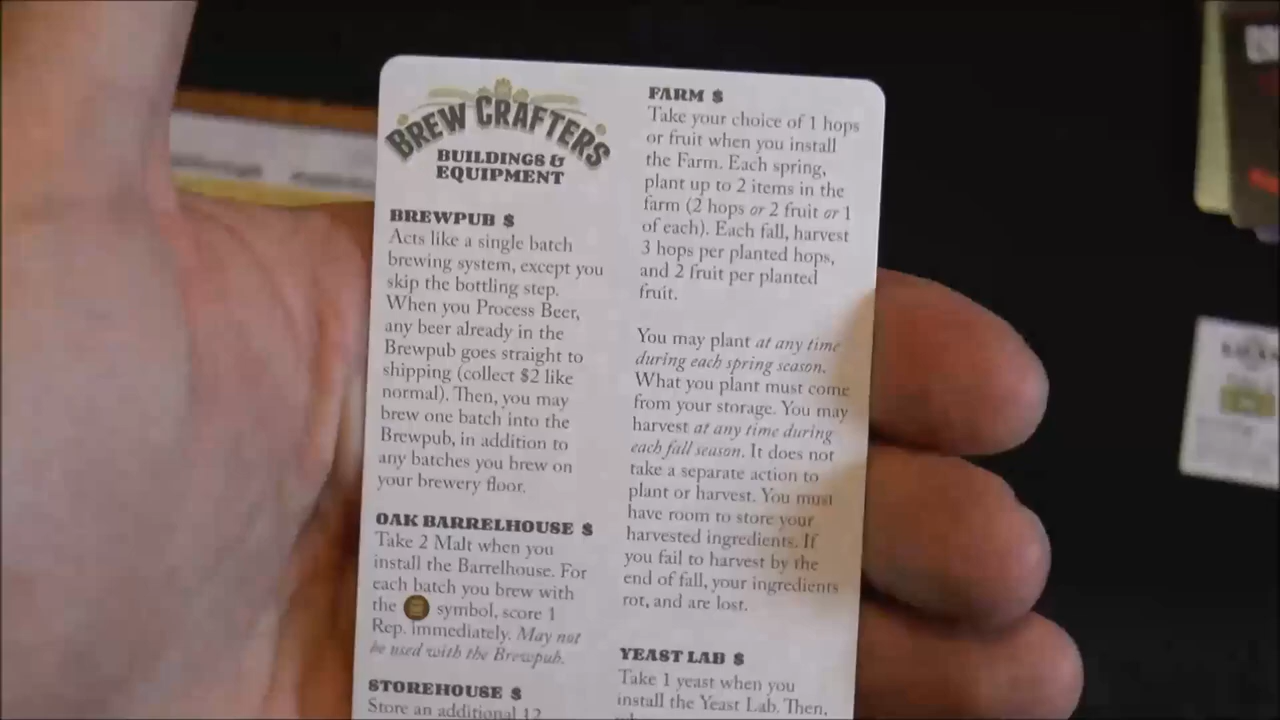 BREW CRAFTERS
BUILDINGS &
EQUIPMENT
BREWPUB $
Acts like a single batch
brewing system, except you
skip the bottling step.
When you Process Beer,
any beer already in the
Brewpub goes straight to
shipping (collect $2 like
normal). Then, you may
brew one batch into the
Brewpub, in addition to
any batches you brew on
your brewery floor.
OAK BARRELHOUSE $
Take 2 Malt when you
install the Barrelhouse. For
each batch you brew with
the symbol, score 1
Rep. immediately. May not
be used with the Brewpub.
STOREHOUSE $
Store an additional 12
FARM $
Take your choice of 1 hops
or fruit when you install
the Farm. Each spring,
plant up to 2 items in the
farm (2 hops or 2 fruit or 1
of each). Each fall, harvest
3 hops per planted hops,
and 2 fruit per planted
fruit.
You may plant at any time
during each spring season.
What you plant must come
from your storage. You may
harvest at any time during
each fall season. It does not
take a separate action to
plant or harvest. You must
have room to store your
harvested ingredients. If
you fail to harvest by the
end of fall, your ingredients
rot, and are lost.
YEAST LAB $
Take 1 yeast when you
install the Yeast Lab. Then,